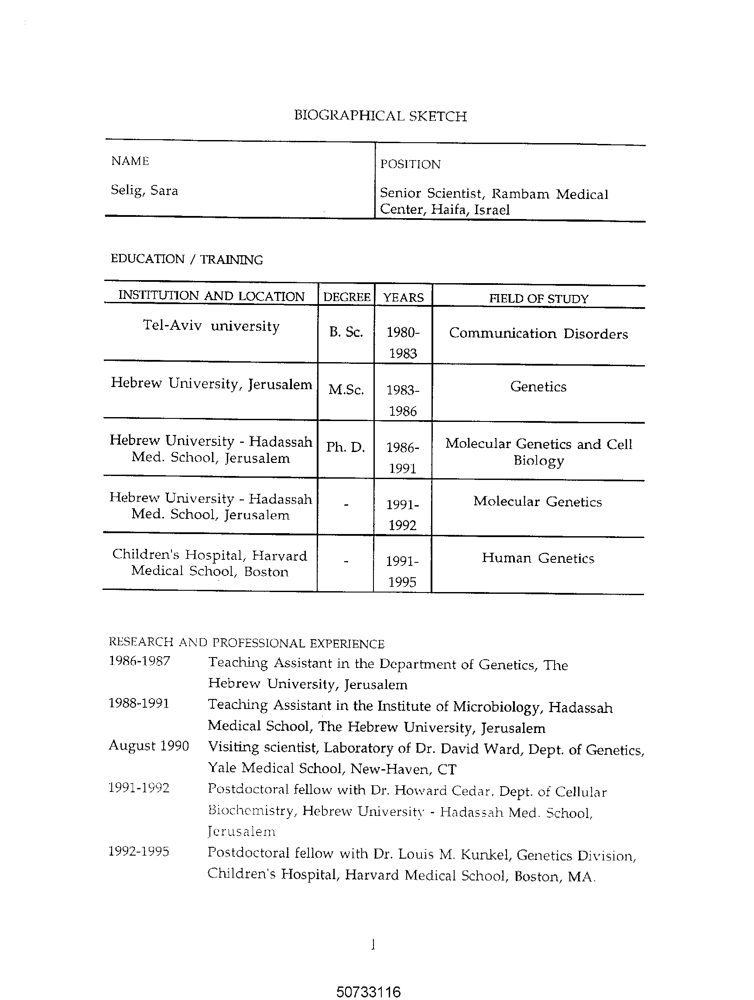 BIOGRAPHICAL SKETCH
NAME
POSITION
Selig, Sara
Senior Scientist, Rambam Medical
Center, Haifa, Israel
EDUCATION / TRAINING
INSTITUTION AND LOCATION DEGREE YEARS FIELD OF STUDY
Tel-Aviv university B. Sc. 1980- Communication Disorders
1983
Hebrew University, Jerusalem M.Sc. 1983- Genetics
1986
Hebrew University - Hadassah Ph. D. 1986- Molecular Genetics and Cell
Med. School, Jerusalem 1991 Biology
Hebrew University - Hadassah - 1991- Molecular Genetics
Med. School, Jerusalem 1992
Children's Hospital, Harvard - 1991- Human Genetics
Medical School, Boston 1995
RESEARCH AND PROFESSIONAL EXPERIENCE
1986-1987 Teaching Assistant in the Department of Genetics, The
Hebrew University, Jerusalem
1988-1991 Teaching Assistant in the Institute of Microbiology, Hadassah
Medical School, The Hebrew University, Jerusalem
August 1990 Visiting scientist, Laboratory of Dr. David Ward, Dept. of Genetics,
Yale Medical School, New-Haven, CT
1991-1992 Postdoctoral fellow with Dr. Howard Cedar, Dept. of Cellular
Biochemistry, Hebrew University - Hadassah Med. School,
Jerusalem
1992-1995 Postdoctoral fellow with Dr. Louis M. Kunkel, Genetics Division,
Children's Hospital, Harvard Medical School, Boston, MA.
1
50733116